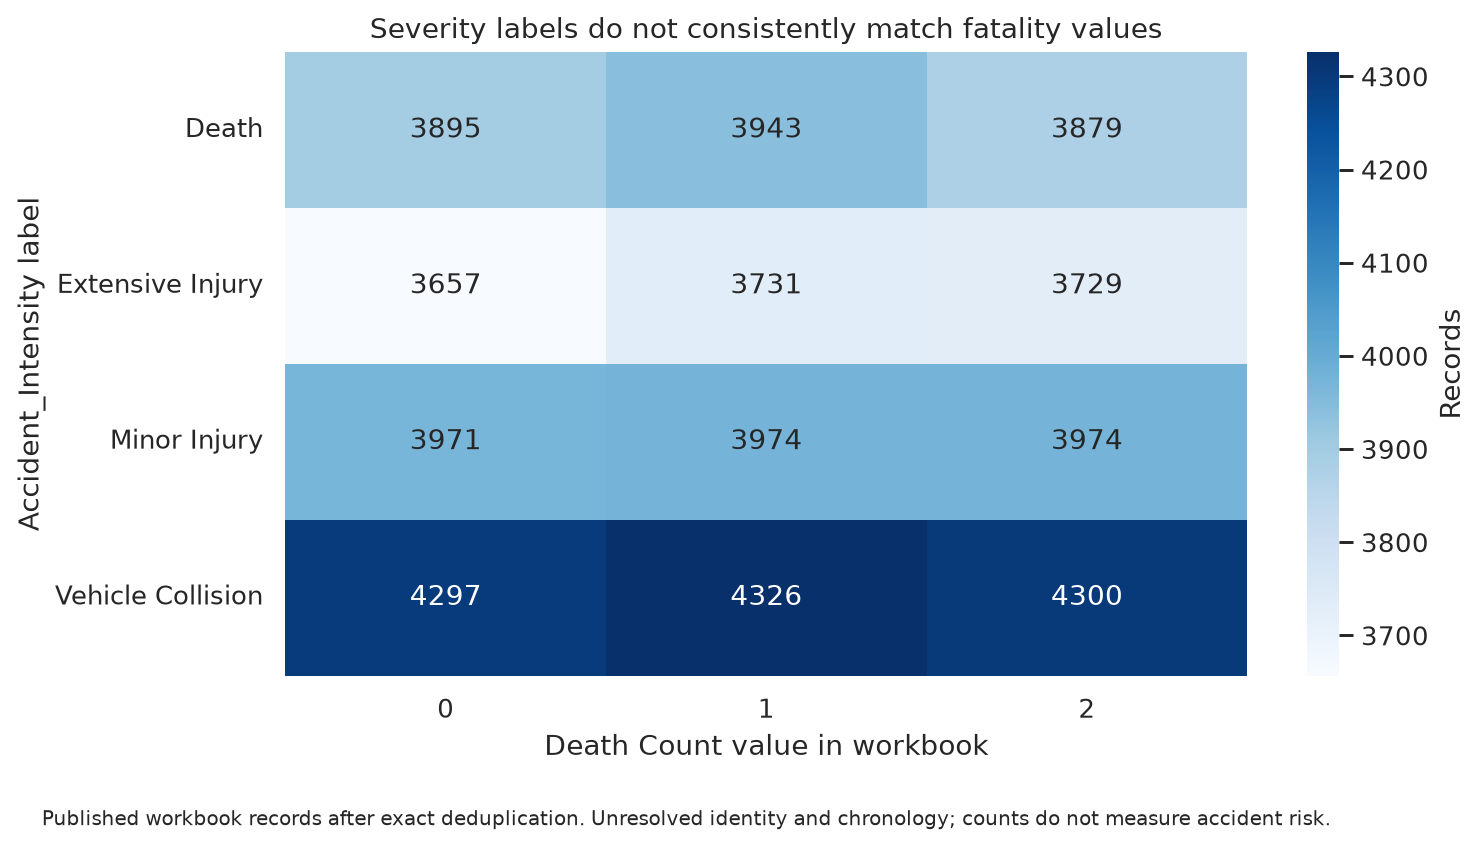 Severity labels do not consistently match fatality values
Accident_Intensity label
Death 3895 3943 3879
Extensive Injury 3657 3731 3729
Minor Injury 3971 3974 3974
Vehicle Collision 4297 4326 4300
0 1 2
Death Count value in workbook
4300
4200
4100
4000
3900
3800
3700
Records
Published workbook records after exact deduplication. Unresolved identity and chronology; counts do not measure accident risk.